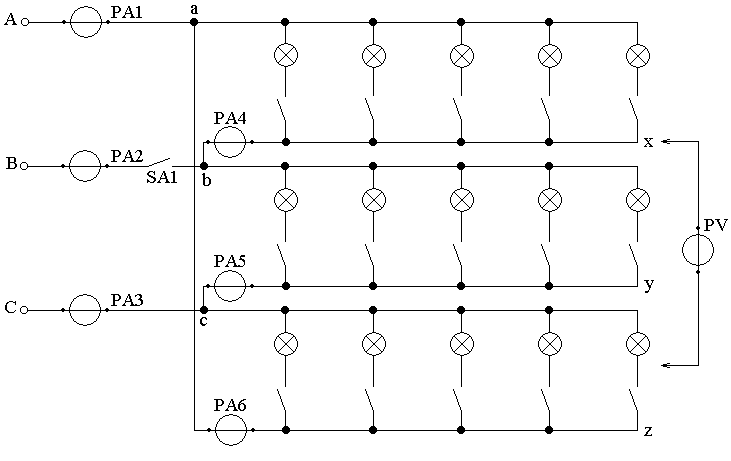 A PA1 a
PA4
x
B PA2 SA1 b
PV
PA5
y
C PA3 c
PA6
z